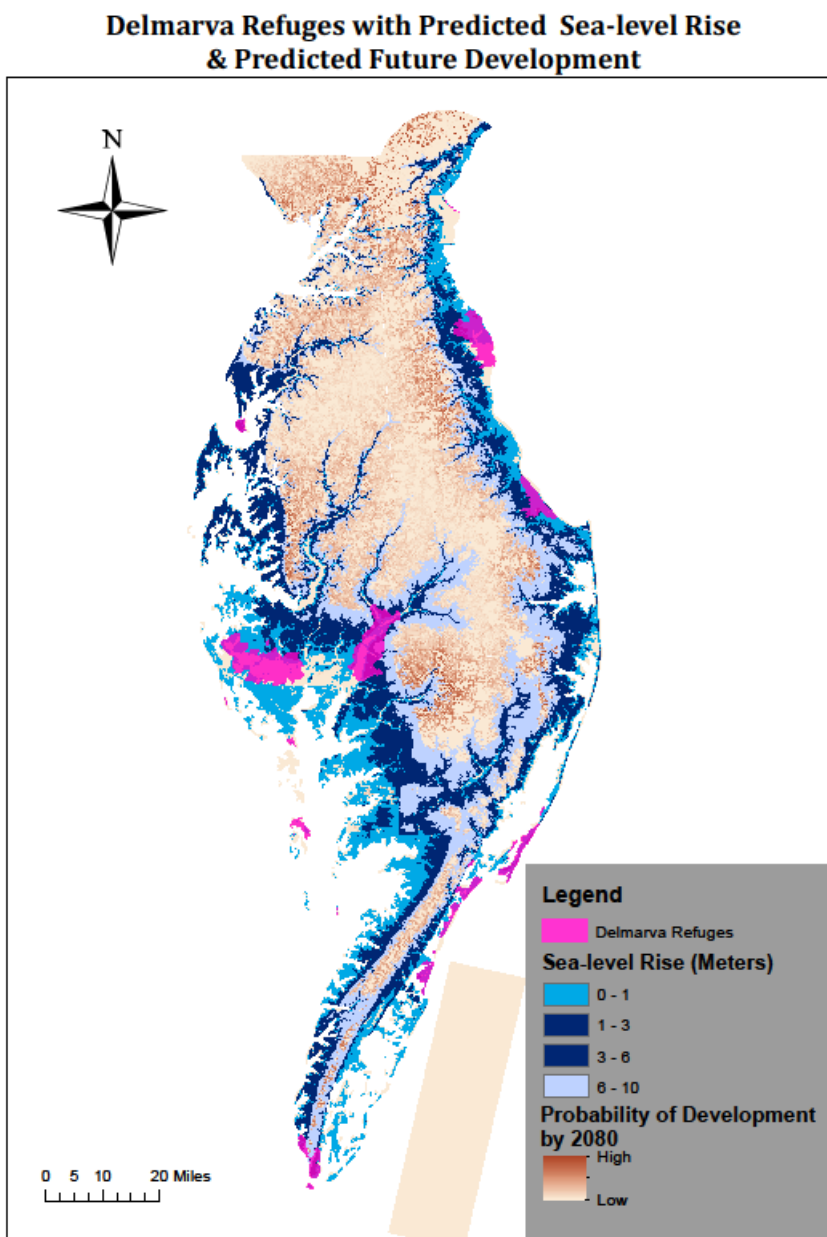 Delmarva Refuges with Predicted Sea-level Rise
& Predicted Future Development
N
Legend
Delmarva Refuges
Sea-level Rise (Meters)
0 - 1
1 - 3
3 - 6
6 - 10
Probability of Development
by 2080
High
Low
0 5 10 20 Miles